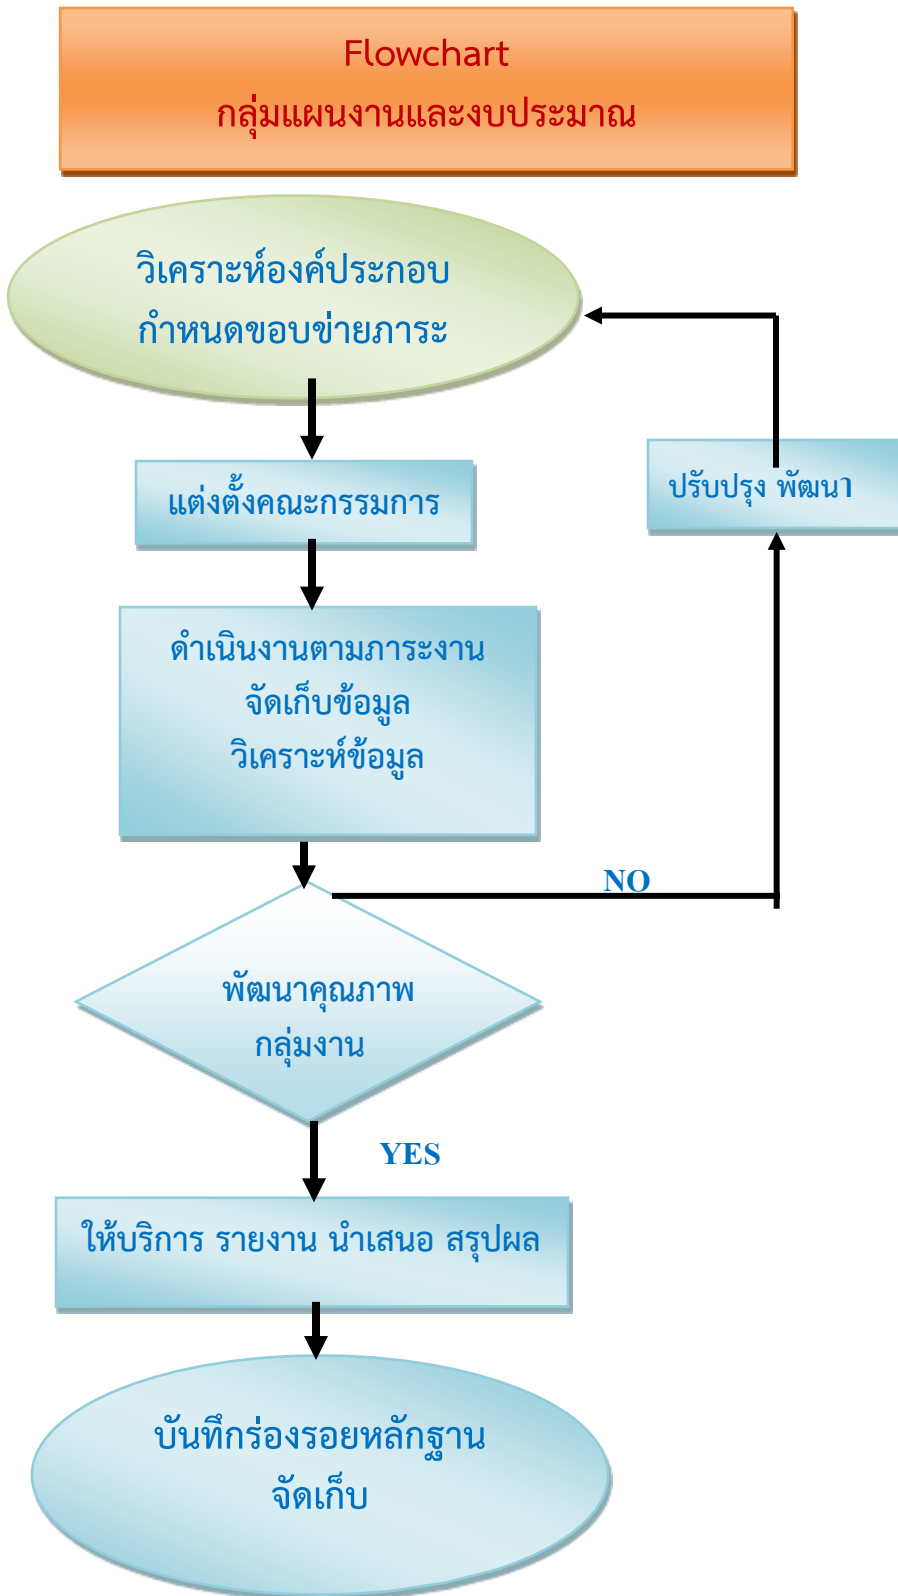 Flowchart
กลุ่มแผนงานและงบประมาณ
วิเคราะห์องค์ประกอบ
กำหนดขอบข่ายภาระ
แต่งตั้งคณะกรรมการ
ปรับปรุง พัฒนา
ดำเนินงานตามภาระงาน
จัดเก็บข้อมูล
วิเคราะห์ข้อมูล
NO
พัฒนาคุณภาพ
กลุ่มงาน
YES
ให้บริการ รายงาน นำเสนอ สรุปผล
บันทึกร่องรอยหลักฐาน
จัดเก็บ